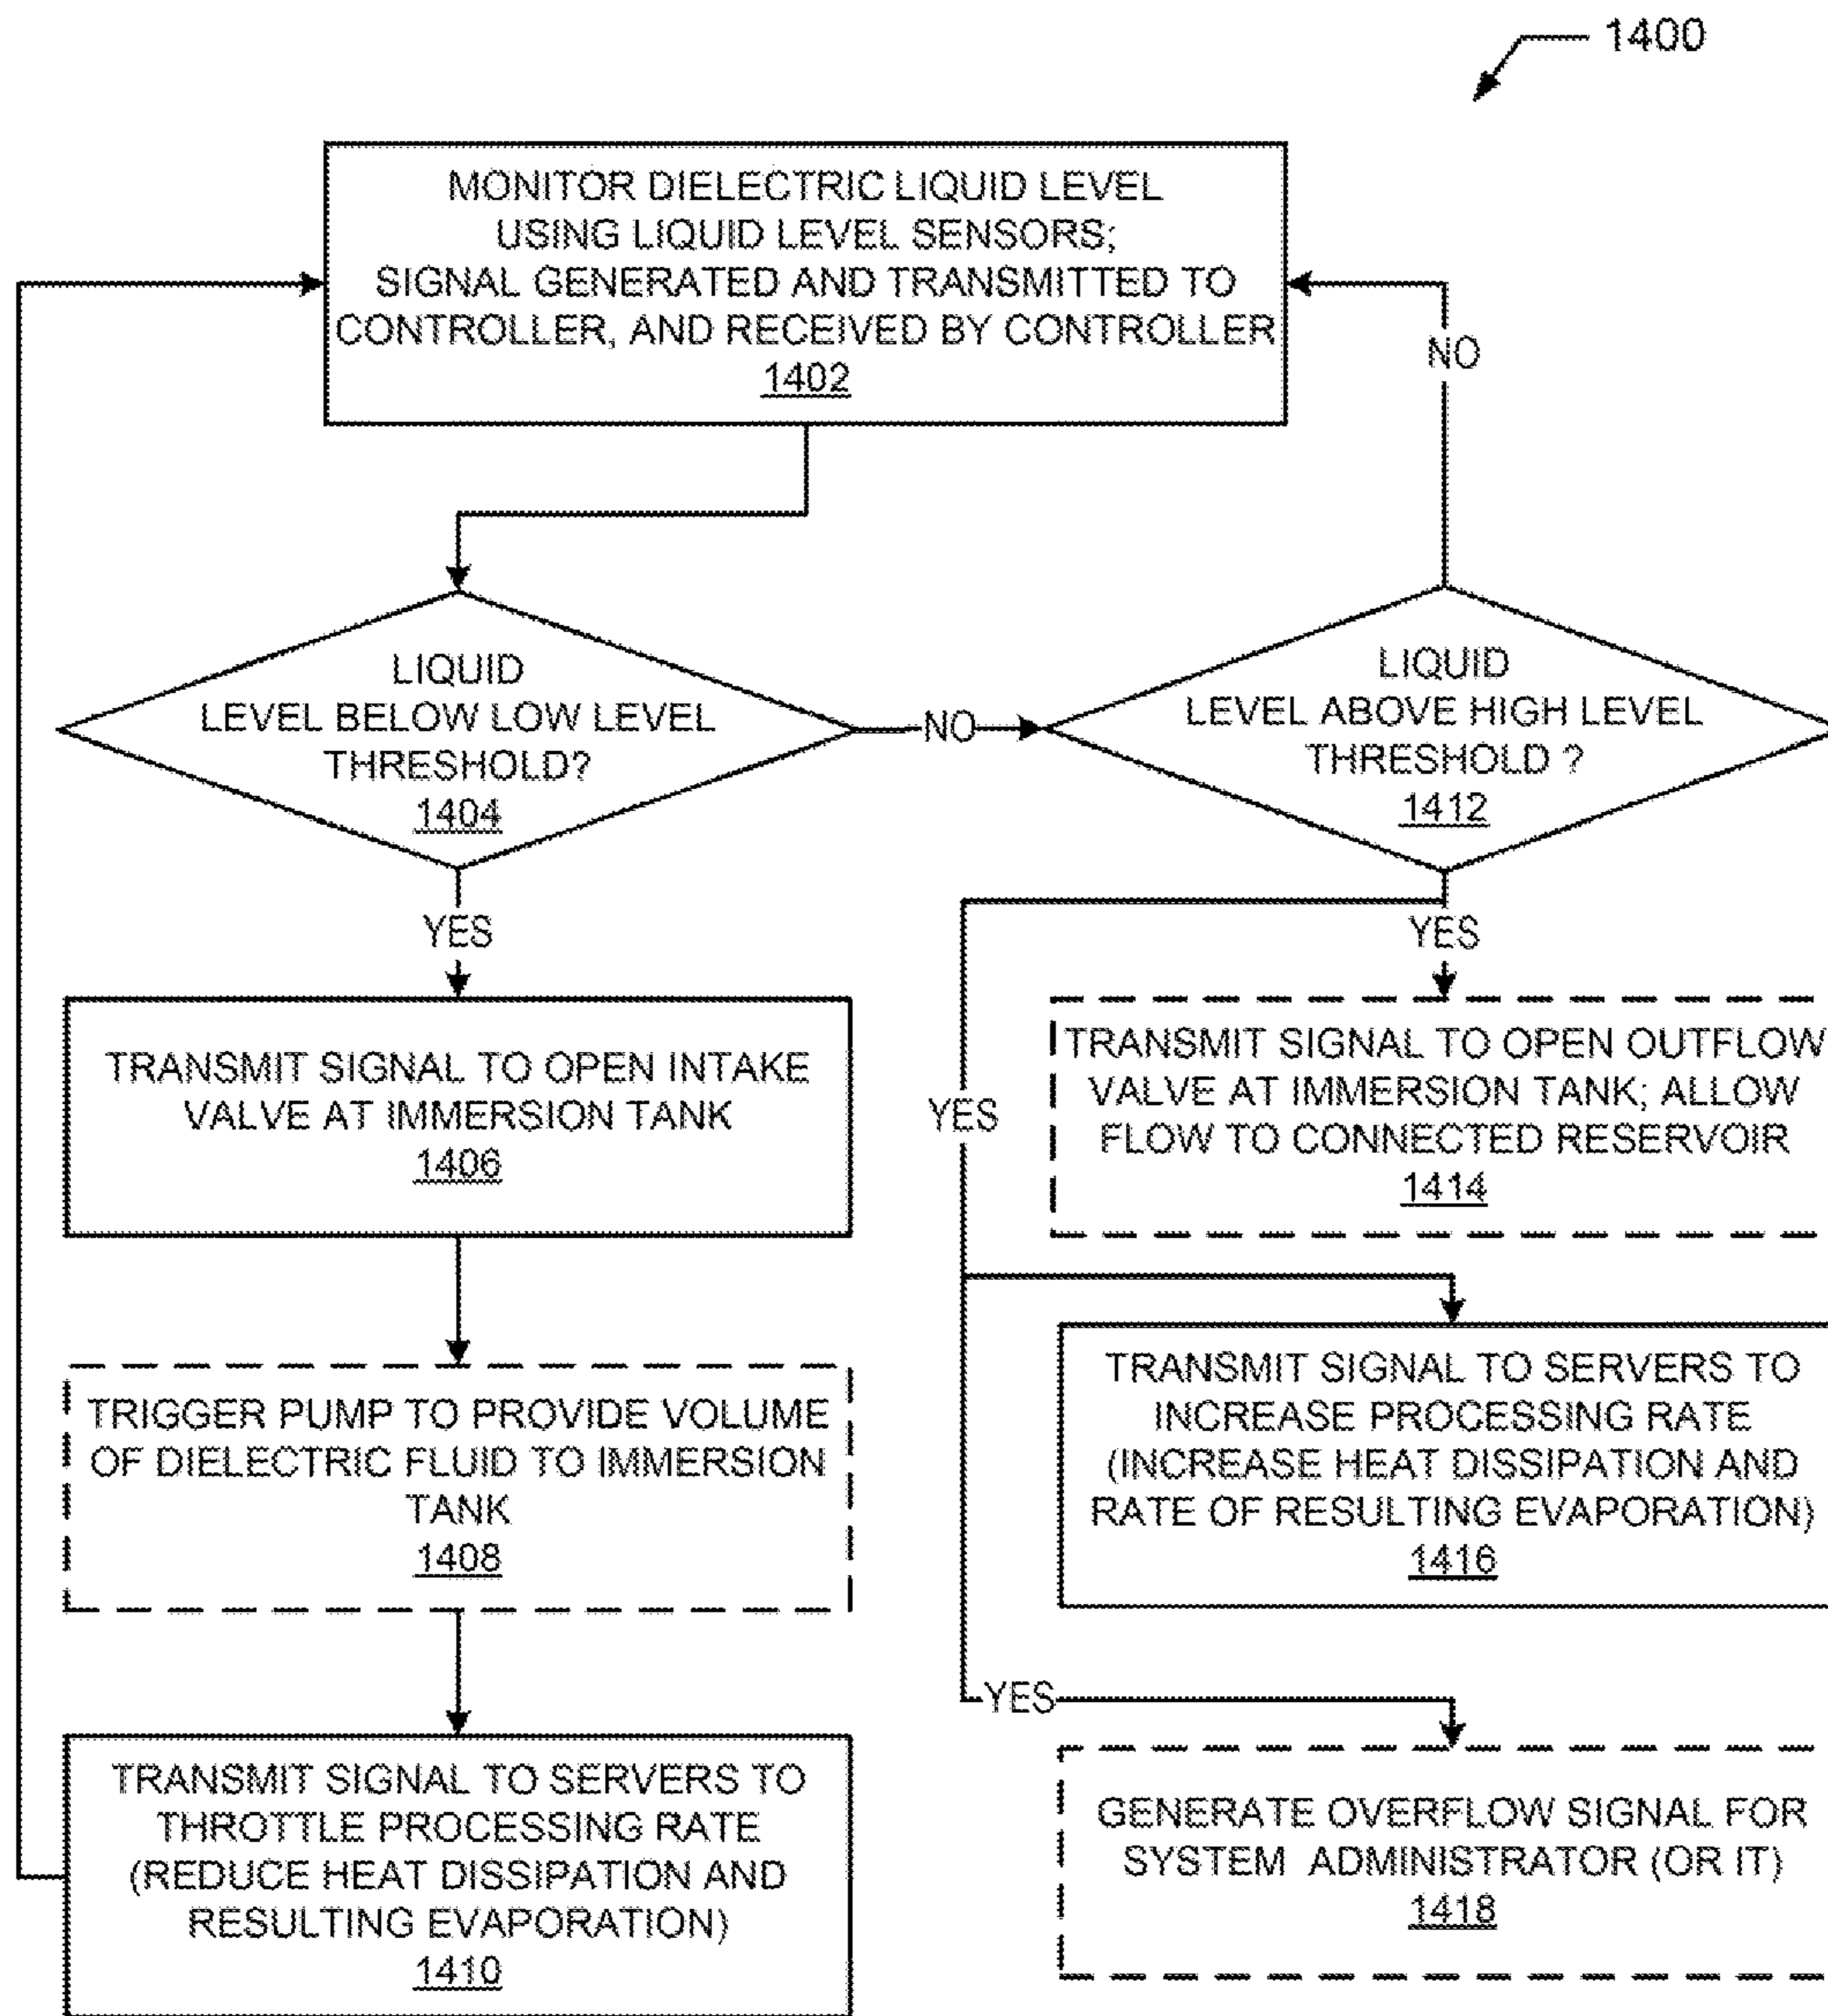 1400
MONITOR DIELECTRIC LIQUID LEVEL
USING LIQUID LEVEL SENSORS;
SIGNAL GENERATED AND TRANSMITTED TO
CONTROLLER, AND RECEIVED BY CONTROLLER
1402
NO
LIQUID
LEVEL BELOW LOW LEVEL
THRESHOLD?
1404
NO
LIQUID
LEVEL ABOVE HIGH LEVEL
THRESHOLD ?
1412
YES
YES
YES
TRANSMIT SIGNAL TO OPEN INTAKE
VALVE AT IMMERSION TANK
1406
TRANSMIT SIGNAL TO OPEN OUTFLOW
VALVE AT IMMERSION TANK; ALLOW
FLOW TO CONNECTED RESERVOIR
1414
TRIGGER PUMP TO PROVIDE VOLUME
OF DIELECTRIC FLUID TO IMMERSION
TANK
1408
TRANSMIT SIGNAL TO SERVERS TO
INCREASE PROCESSING RATE
(INCREASE HEAT DISSIPATION AND
RATE OF RESULTING EVAPORATION)
1416
YES
TRANSMIT SIGNAL TO SERVERS TO
THROTTLE PROCESSING RATE
(REDUCE HEAT DISSIPATION AND
RESULTING EVAPORATION)
1410
GENERATE OVERFLOW SIGNAL FOR
SYSTEM ADMINISTRATOR (OR IT)
1418